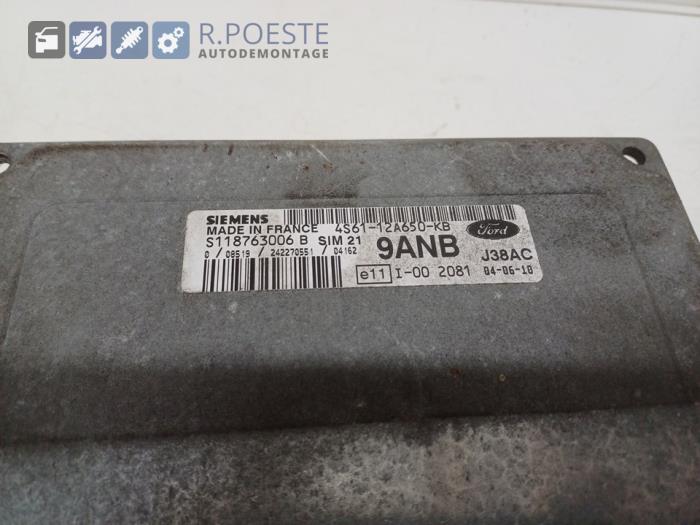 R.POESTE
AUTODEMONTAGE
SIEMENS
MADE IN FRANCE 4S61-12A650-KB
S118763006 B SIM 21 9ANB Ford
0 / 08519 / 242270551 / 04162 J38AC
e11 I-00 2081 04-06-10